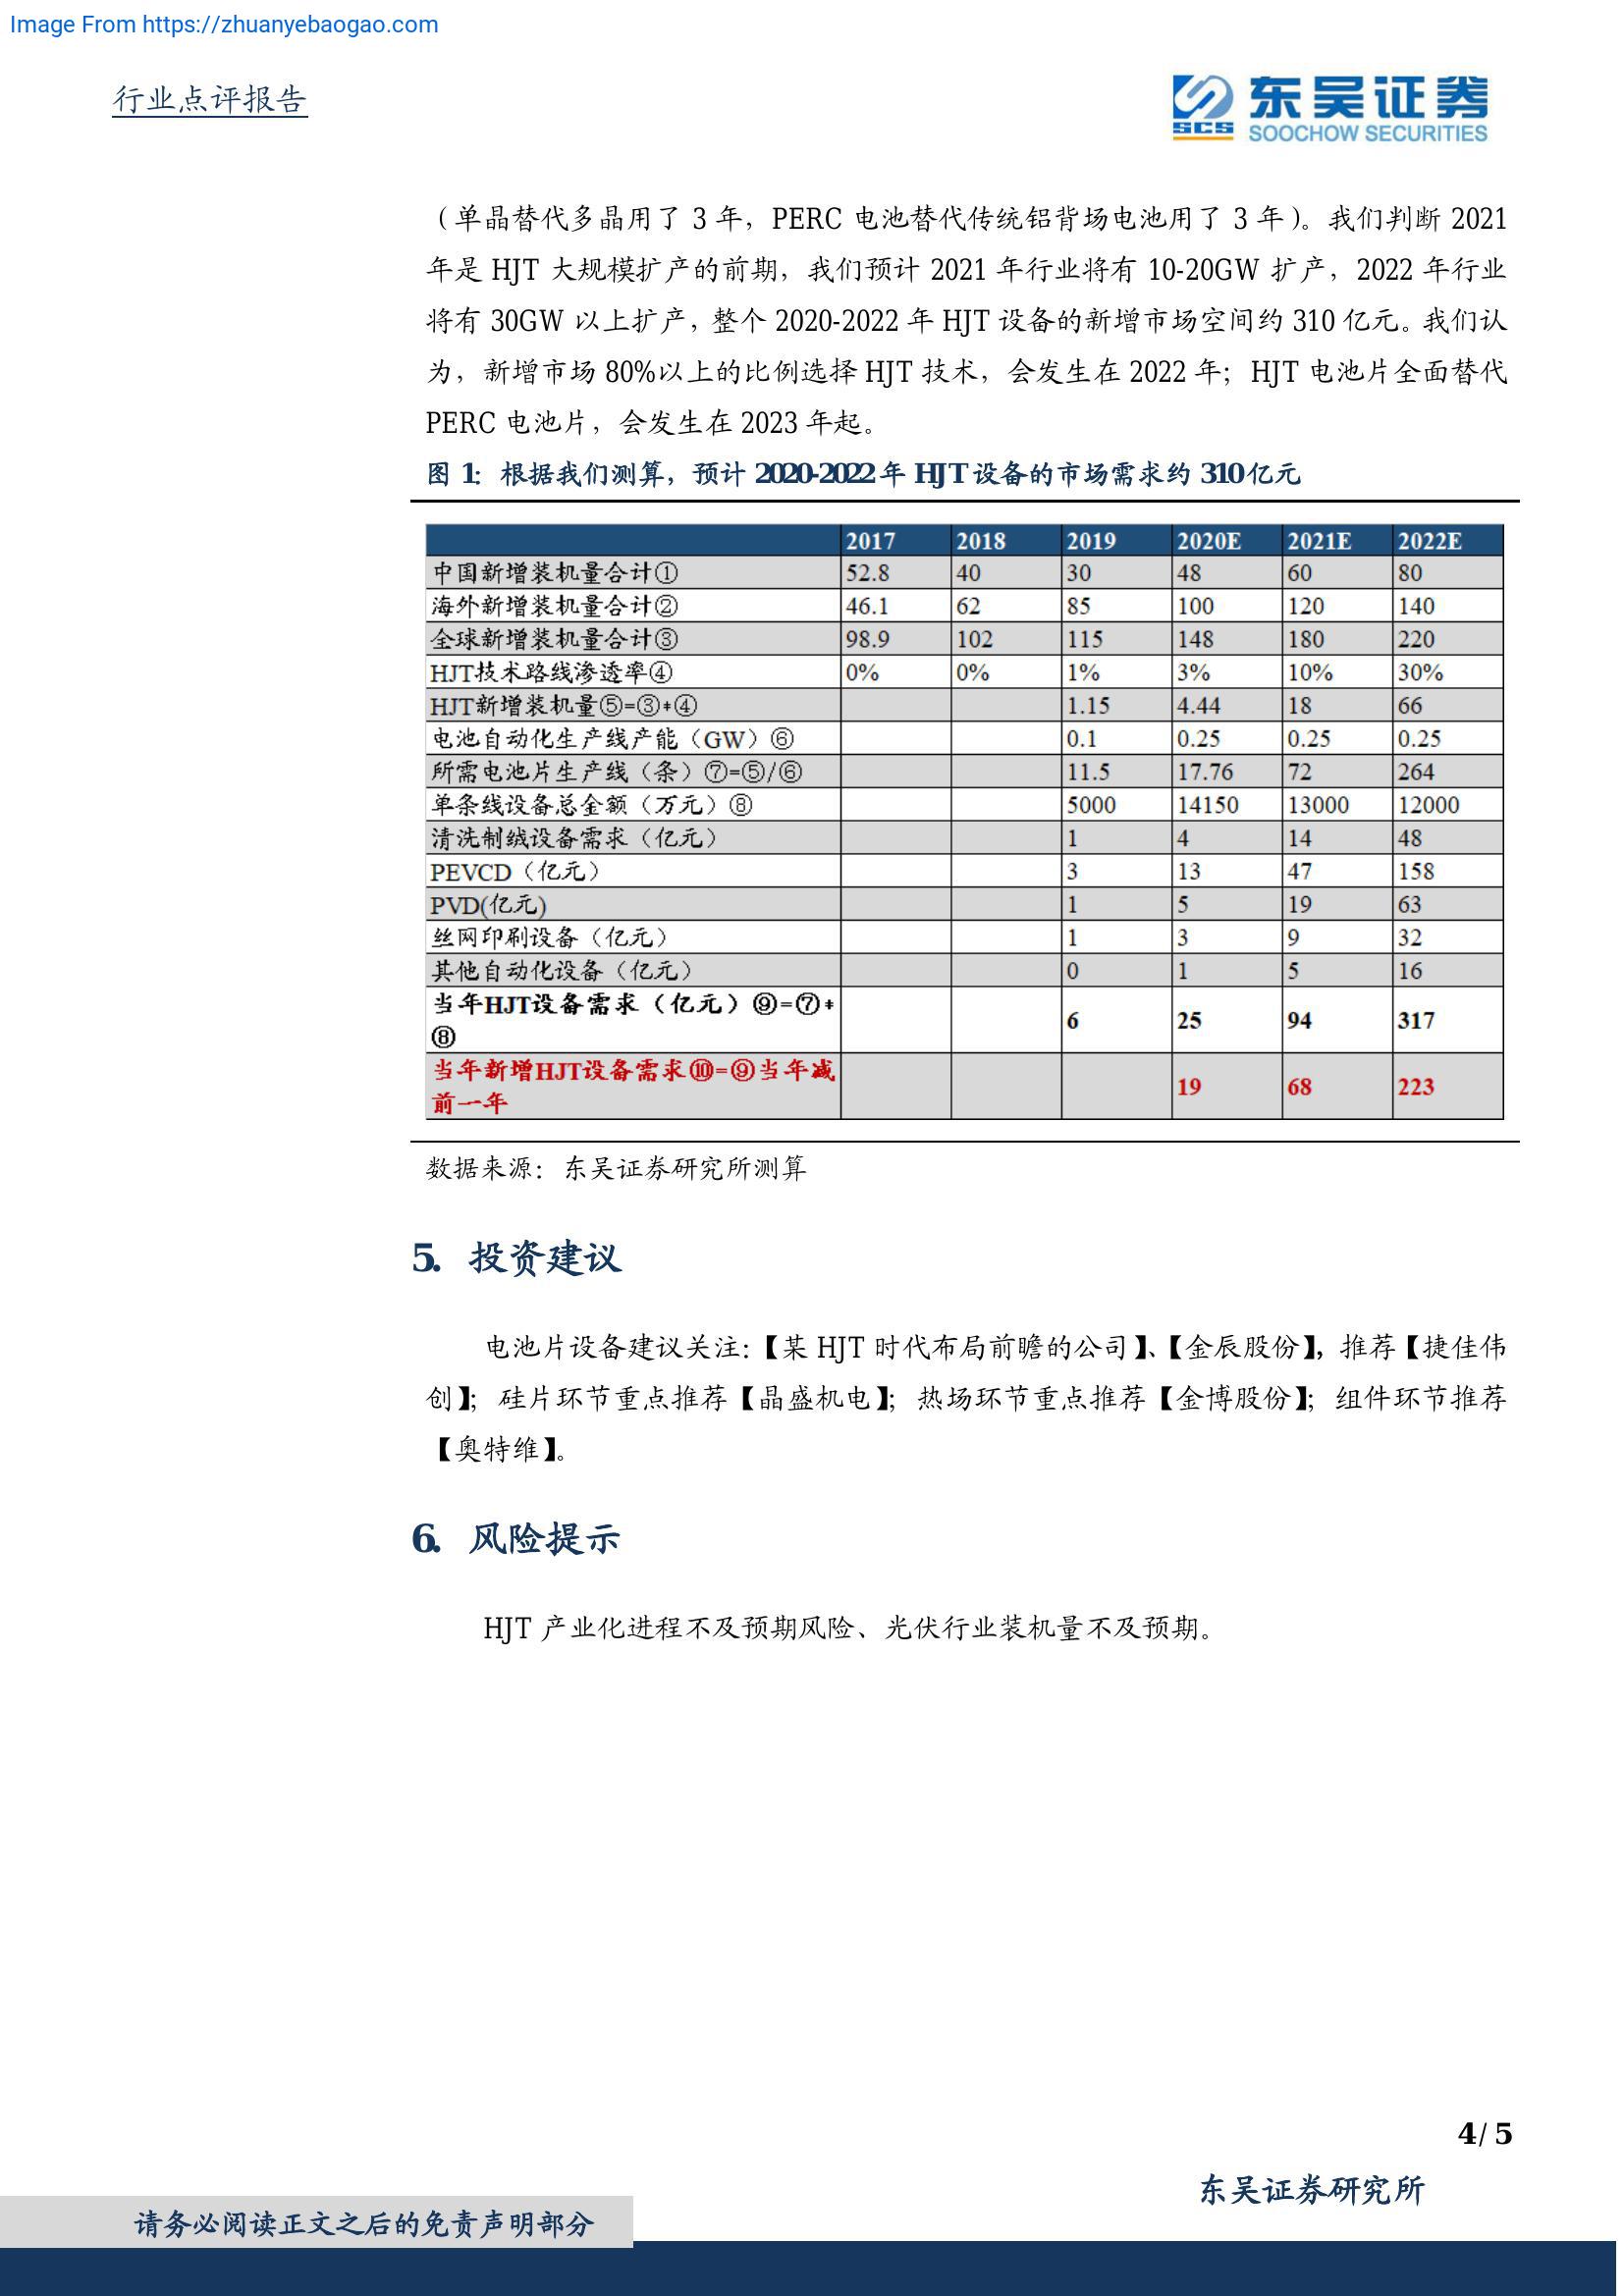 Image From https://zhuanyebaogao.com
行业点评报告
SCS 东吴证券
SOOCHOW SECURITIES
（单晶替代多晶用了 3 年，PERC 电池替代传统铝背场电池用了 3 年）。我们判断 2021
年是 HJT 大规模扩产的前期，我们预计 2021 年行业将有 10-20GW 扩产，2022 年行业
将有 30GW 以上扩产，整个 2020-2022 年 HJT 设备的新增市场空间约 310 亿元。我们认
为，新增市场 80%以上的比例选择 HJT 技术，会发生在 2022 年；HJT 电池片全面替代
PERC 电池片，会发生在 2023 年起。
图 1：根据我们测算，预计 2020-2022 年 HJT 设备的市场需求约 310 亿元
2017 2018 2019 2020E 2021E 2022E
中国新增装机量合计① 52.8 40 30 48 60 80
海外新增装机量合计② 46.1 62 85 100 120 140
全球新增装机量合计③ 98.9 102 115 148 180 220
HJT技术路线渗透率④ 0% 0% 1% 3% 10% 30%
HJT新增装机量⑤=③*④ 1.15 4.44 18 66
电池自动化生产线产能（GW）⑥ 0.1 0.25 0.25 0.25
所需电池片生产线（条）⑦=⑤/⑥ 11.5 17.76 72 264
单条线设备总金额（万元）⑧ 5000 14150 13000 12000
清洗制绒设备需求（亿元） 1 4 14 48
PEVCD（亿元） 3 13 47 158
PVD(亿元) 1 5 19 63
丝网印刷设备（亿元） 1 3 9 32
其他自动化设备（亿元） 0 1 5 16
当年HJT设备需求（亿元）⑨=⑦*
⑧ 6 25 94 317
当年新增HJT设备需求⑩=⑨当年减
前一年 19 68 223
数据来源：东吴证券研究所测算
5. 投资建议
电池片设备建议关注：【某 HJT 时代布局前瞻的公司】、【金辰股份】，推荐【捷佳伟
创】；硅片环节重点推荐【晶盛机电】；热场环节重点推荐【金博股份】；组件环节推荐
【奥特维】。
6. 风险提示
HJT 产业化进程不及预期风险、光伏行业装机量不及预期。
4 / 5
东吴证券研究所
请务必阅读正文之后的免责声明部分